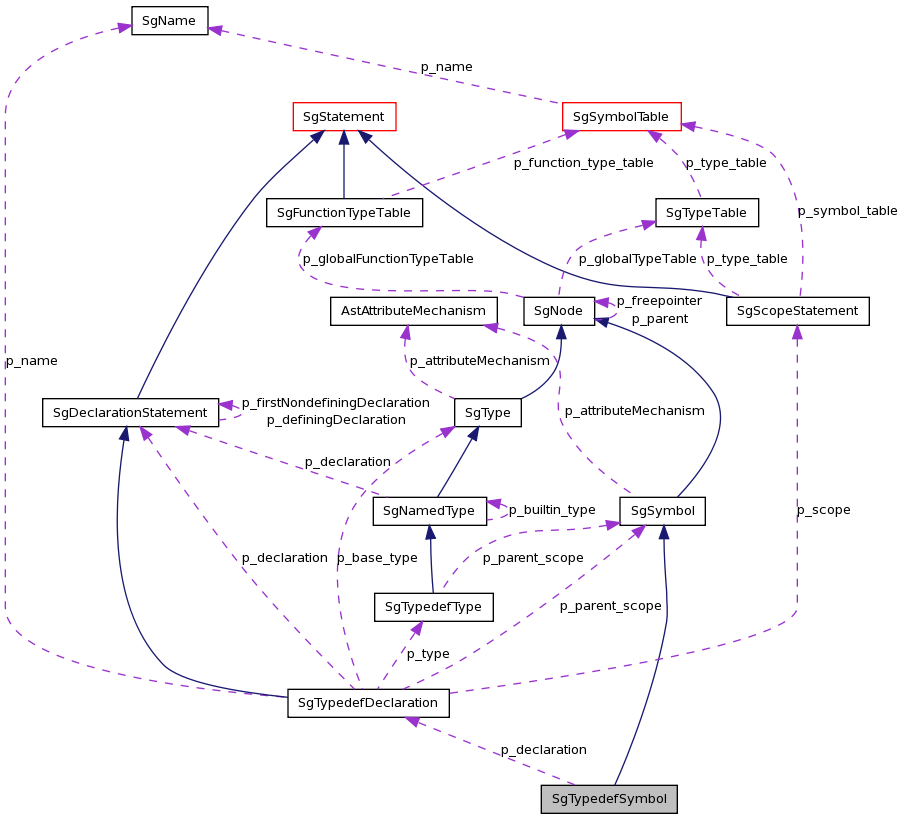 SgName
p_name
SgStatement
SgSymbolTable
p_function_type_table
p_type_table
SgFunctionTypeTable
SgTypeTable
p_symbol_table
p_globalFunctionTypeTable
p_globalTypeTable
p_type_table
AstAttributeMechanism
SgNode
p_freepointer
p_parent
SgScopeStatement
p_name
p_attributeMechanism
SgDeclarationStatement
p_firstNondefiningDeclaration
p_definingDeclaration
SgType
p_attributeMechanism
p_declaration
SgNamedType
p_builtin_type
SgSymbol
p_scope
p_declaration
p_base_type
p_parent_scope
SgTypedefType
p_parent_scope
p_type
SgTypedefDeclaration
p_declaration
SgTypedefSymbol